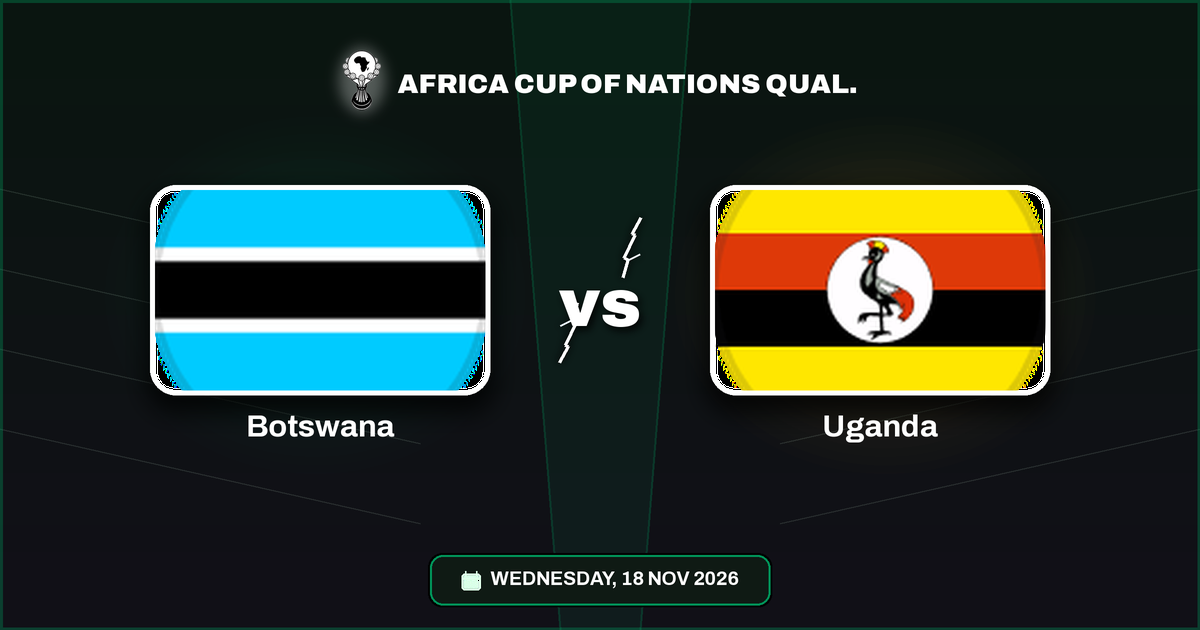 AFRICA CUP OF NATIONS QUAL.
VS
Botswana
Uganda
WEDNESDAY, 18 NOV 2026